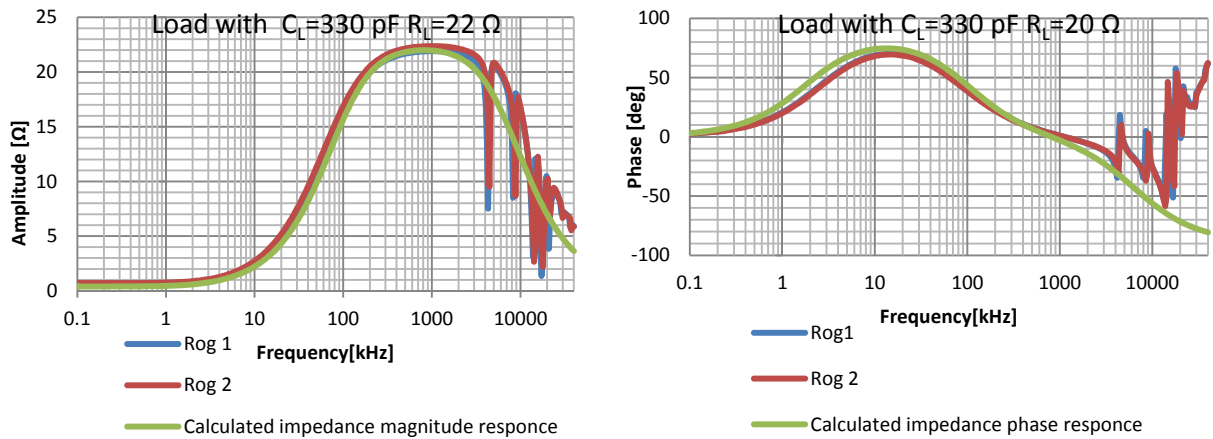 Load with C_L=330 pF R_L=22 Ω
Amplitude [Ω]
25
20
15
10
5
0
0.1 1 10 100 1000 10000
Frequency[kHz]
Rog 1
Rog 2
Calculated impedance magnitude responce
Load with C_L=330 pF R_L=20 Ω
Phase [deg]
100
50
0
-50
-100
0.1 1 10 100 1000 10000
Frequency[kHz]
Rog1
Rog 2
Calculated impedance phase responce